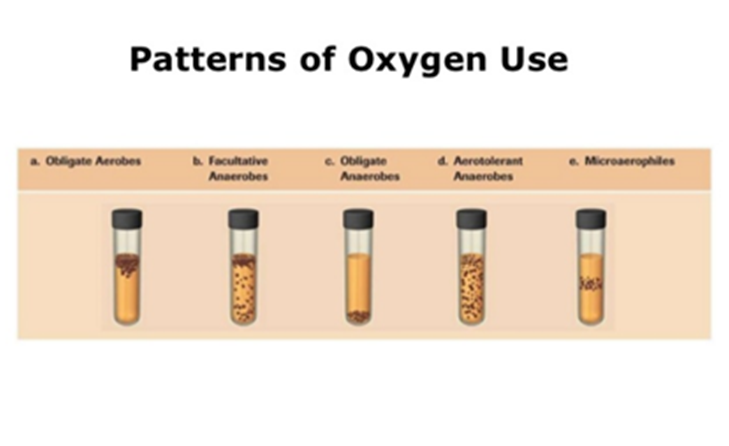 Patterns of Oxygen Use
a. Obligate Aerobes
b. Facultative
Anaerobes
c. Obligate
Anaerobes
d. Aerotolerant
Anaerobes
e. Microaerophiles